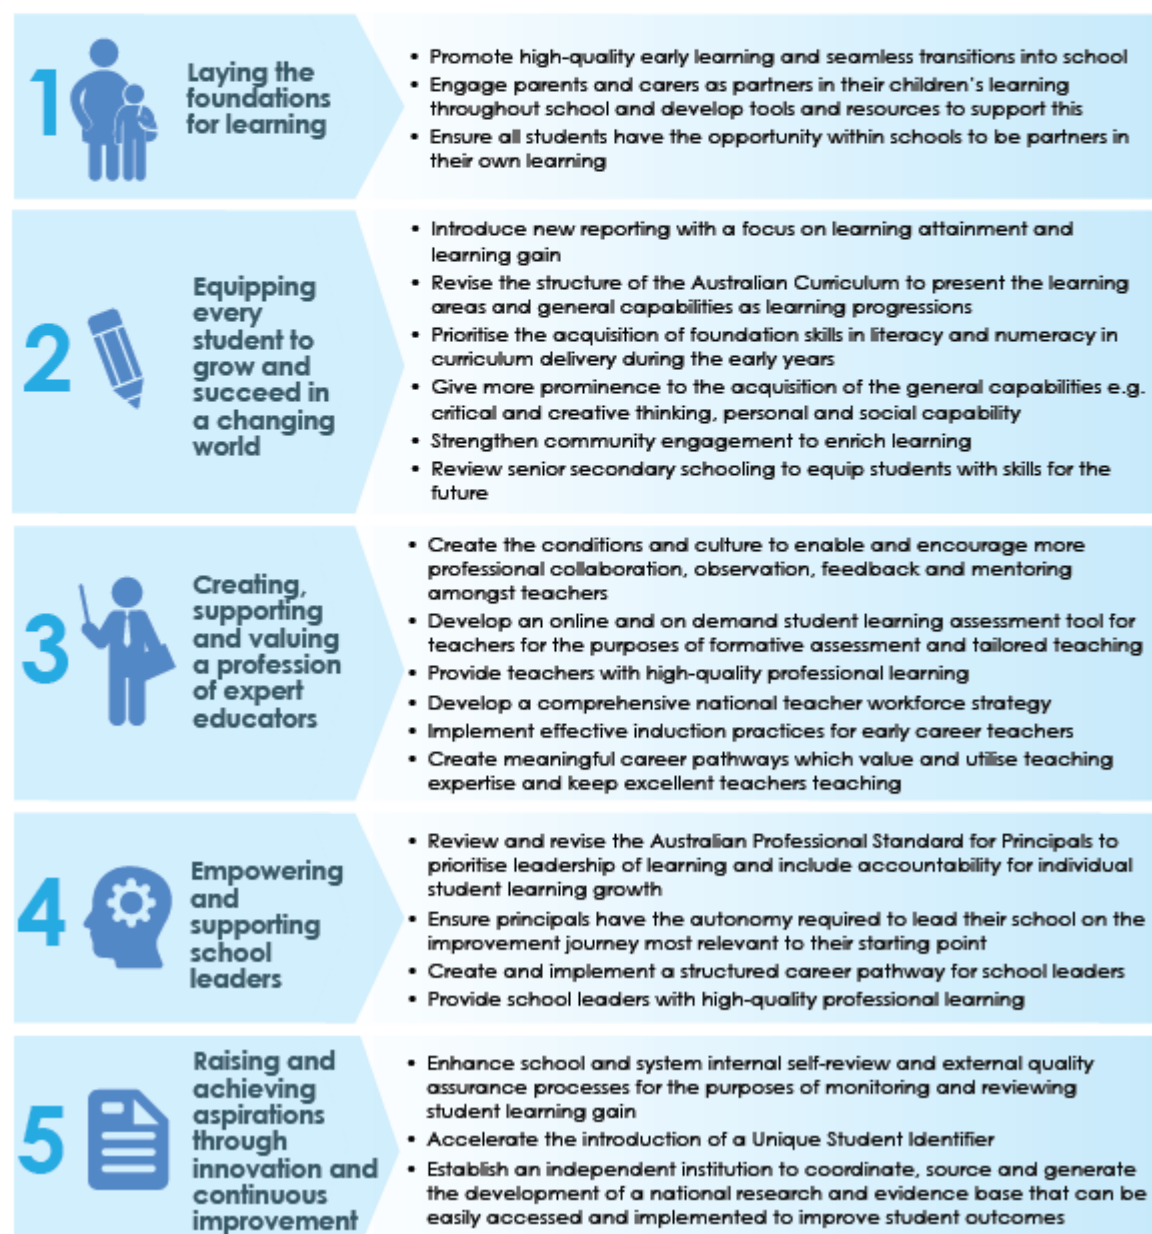 1
Laying the
foundations
for learning
• Promote high-quality early learning and seamless transitions into school
• Engage parents and carers as partners in their children's learning
throughout school and develop tools and resources to support this
• Ensure all students have the opportunity within schools to be partners in
their own learning
2
Equipping
every
student to
grow and
succeed in
a changing
world
• Introduce new reporting with a focus on learning attainment and
learning gain
• Revise the structure of the Australian Curriculum to present the learning
areas and general capabilities as learning progressions
• Prioritise the acquisition of foundation skills in literacy and numeracy in
curriculum delivery during the early years
• Give more prominence to the acquisition of the general capabilities e.g.
critical and creative thinking, personal and social capability
• Strengthen community engagement to enrich learning
• Review senior secondary schooling to equip students with skills for the
future
3
Creating,
supporting
and valuing
a profession
of expert
educators
• Create the conditions and culture to enable and encourage more
professional collaboration, observation, feedback and mentoring
amongst teachers
• Develop an online and on demand student learning assessment tool for
teachers for the purposes of formative assessment and tailored teaching
• Provide teachers with high-quality professional learning
• Develop a comprehensive national teacher workforce strategy
• Implement effective induction practices for early career teachers
• Create meaningful career pathways which value and utilise teaching
expertise and keep excellent teachers teaching
4
Empowering
and
supporting
school
leaders
• Review and revise the Australian Professional Standard for Principals to
prioritise leadership of learning and include accountability for individual
student learning growth
• Ensure principals have the autonomy required to lead their school on the
improvement journey most relevant to their starting point
• Create and implement a structured career pathway for school leaders
• Provide school leaders with high-quality professional learning
5
Raising and
achieving
aspirations
through
innovation and
continuous
improvement
• Enhance school and system internal self-review and external quality
assurance processes for the purposes of monitoring and reviewing
student learning gain
• Accelerate the introduction of a Unique Student Identifier
• Establish an independent institution to coordinate, source and generate
the development of a national research and evidence base that can be
easily accessed and implemented to improve student outcomes